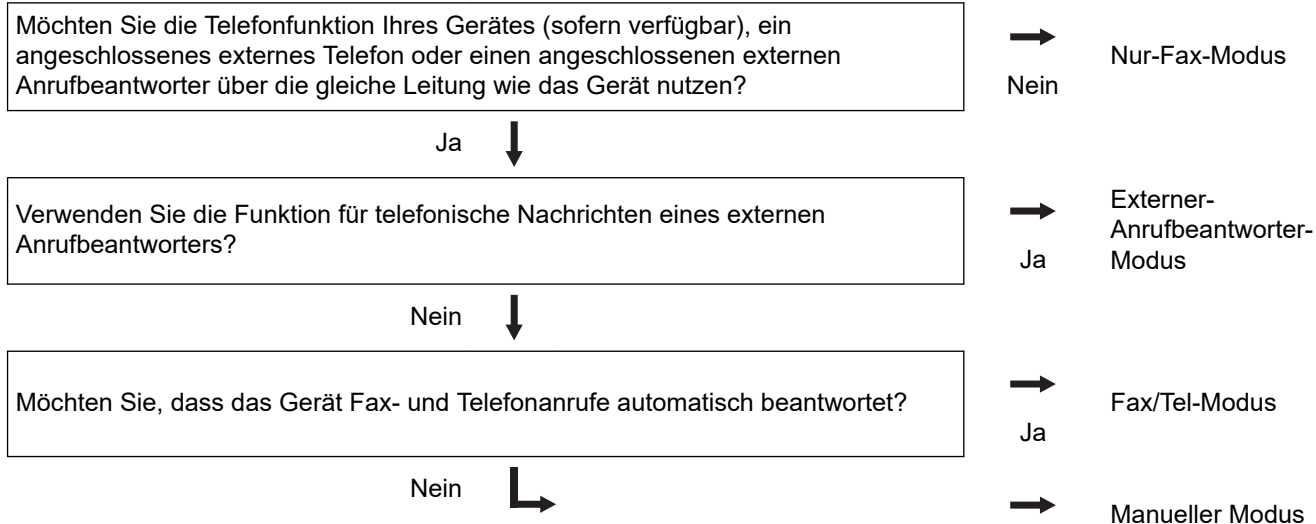 Möchten Sie die Telefonfunktion Ihres Gerätes (sofern verfügbar), ein
angeschlossenes externes Telefon oder einen angeschlossenen externen
Anrufbeantworter über die gleiche Leitung wie das Gerät nutzen?
Nein
Nur-Fax-Modus
Ja
Verwenden Sie die Funktion für telefonische Nachrichten eines externen
Anrufbeantworters?
Ja
Externer-
Anrufbeantworter-
Modus
Nein
Möchten Sie, dass das Gerät Fax- und Telefonanrufe automatisch beantwortet?
Ja
Fax/Tel-Modus
Nein
Manueller Modus